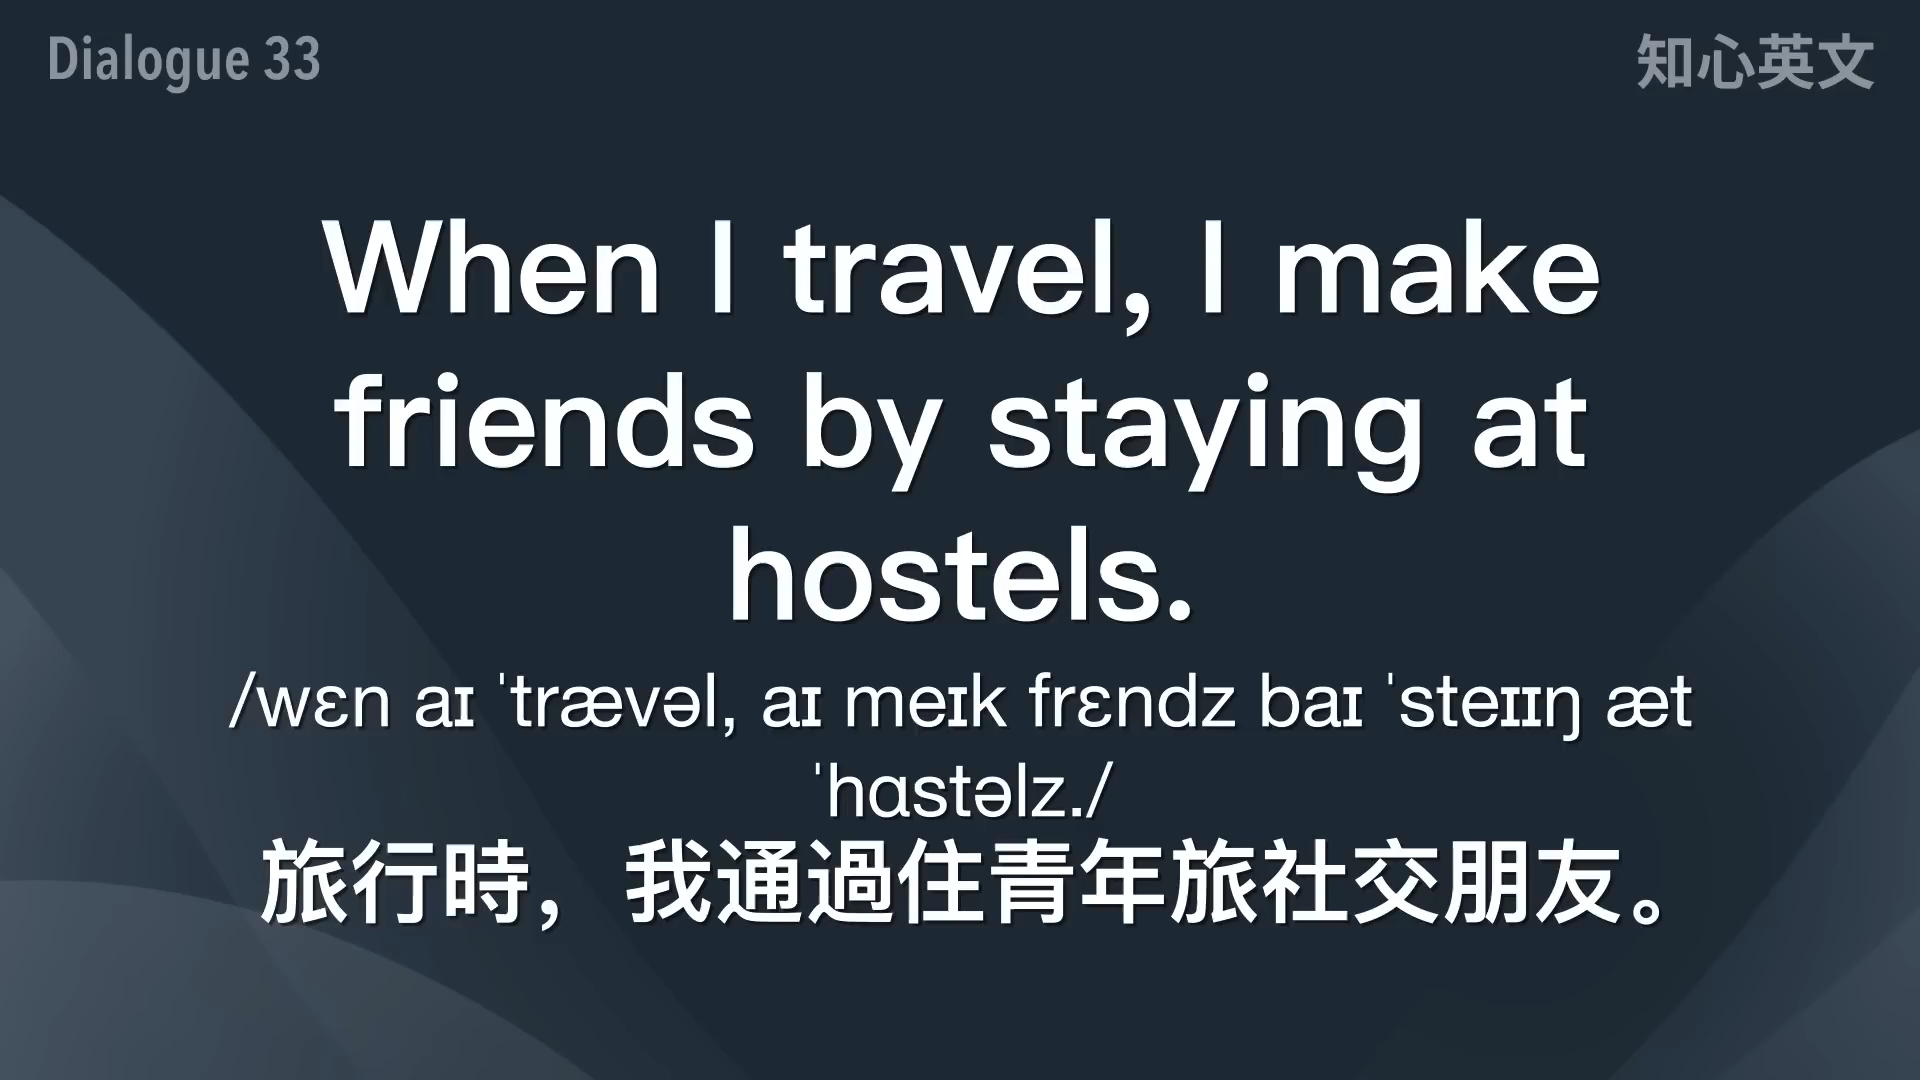 Dialogue 33
知心英文
When I travel, I make
friends by staying at
hostels.
/wɛn aɪ ˈtrævəl, aɪ meɪk frɛndz baɪ ˈsteɪɪŋ æt
ˈhɑstəlz./
旅行時，我通過住青年旅社交朋友。